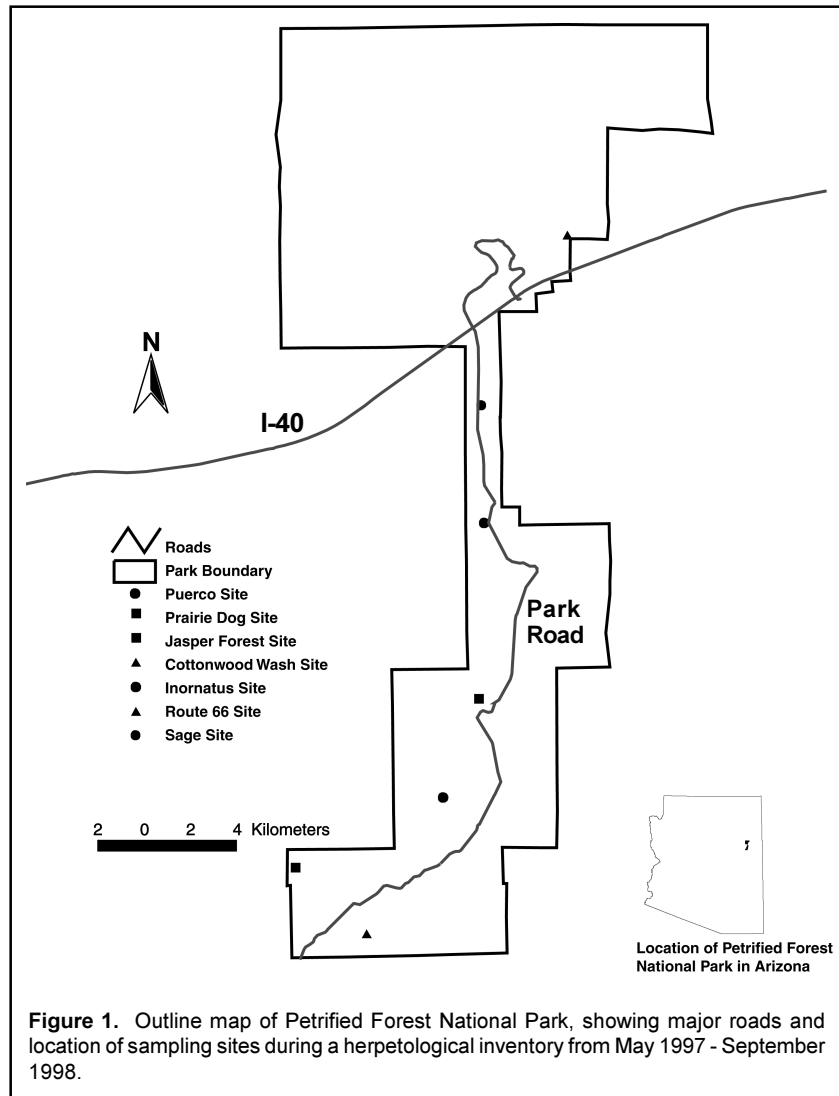 N
I-40
Roads
Park Boundary
Puerco Site
Prairie Dog Site
Jasper Forest Site
Cottonwood Wash Site
Inornatus Site
Route 66 Site
Sage Site
Park
Road
2 0 2 4 Kilometers
Location of Petrified Forest
National Park in Arizona
Figure 1. Outline map of Petrified Forest National Park, showing major roads and
location of sampling sites during a herpetological inventory from May 1997 - September
1998.